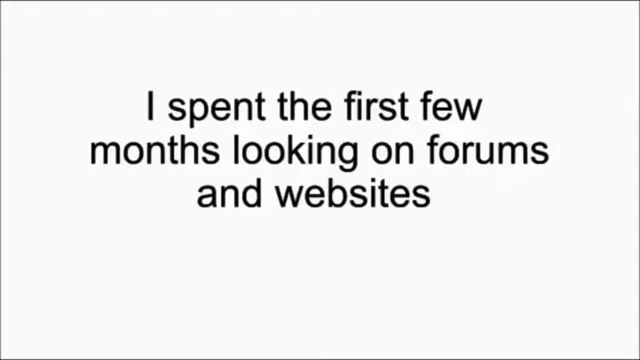 I spent the first few
months looking on forums
and websites